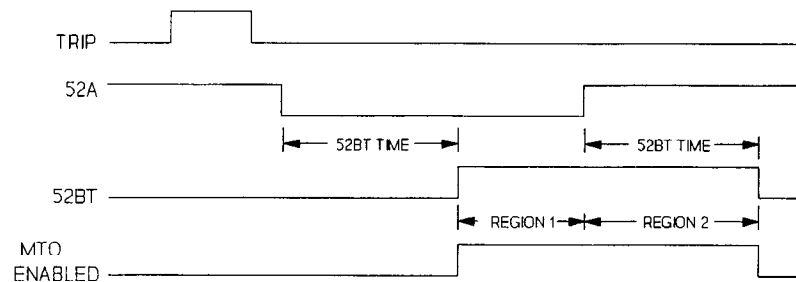 TRIP
52A
52BT TIME
52BT TIME
52BT
REGION 1
REGION 2
MTO
ENABLED